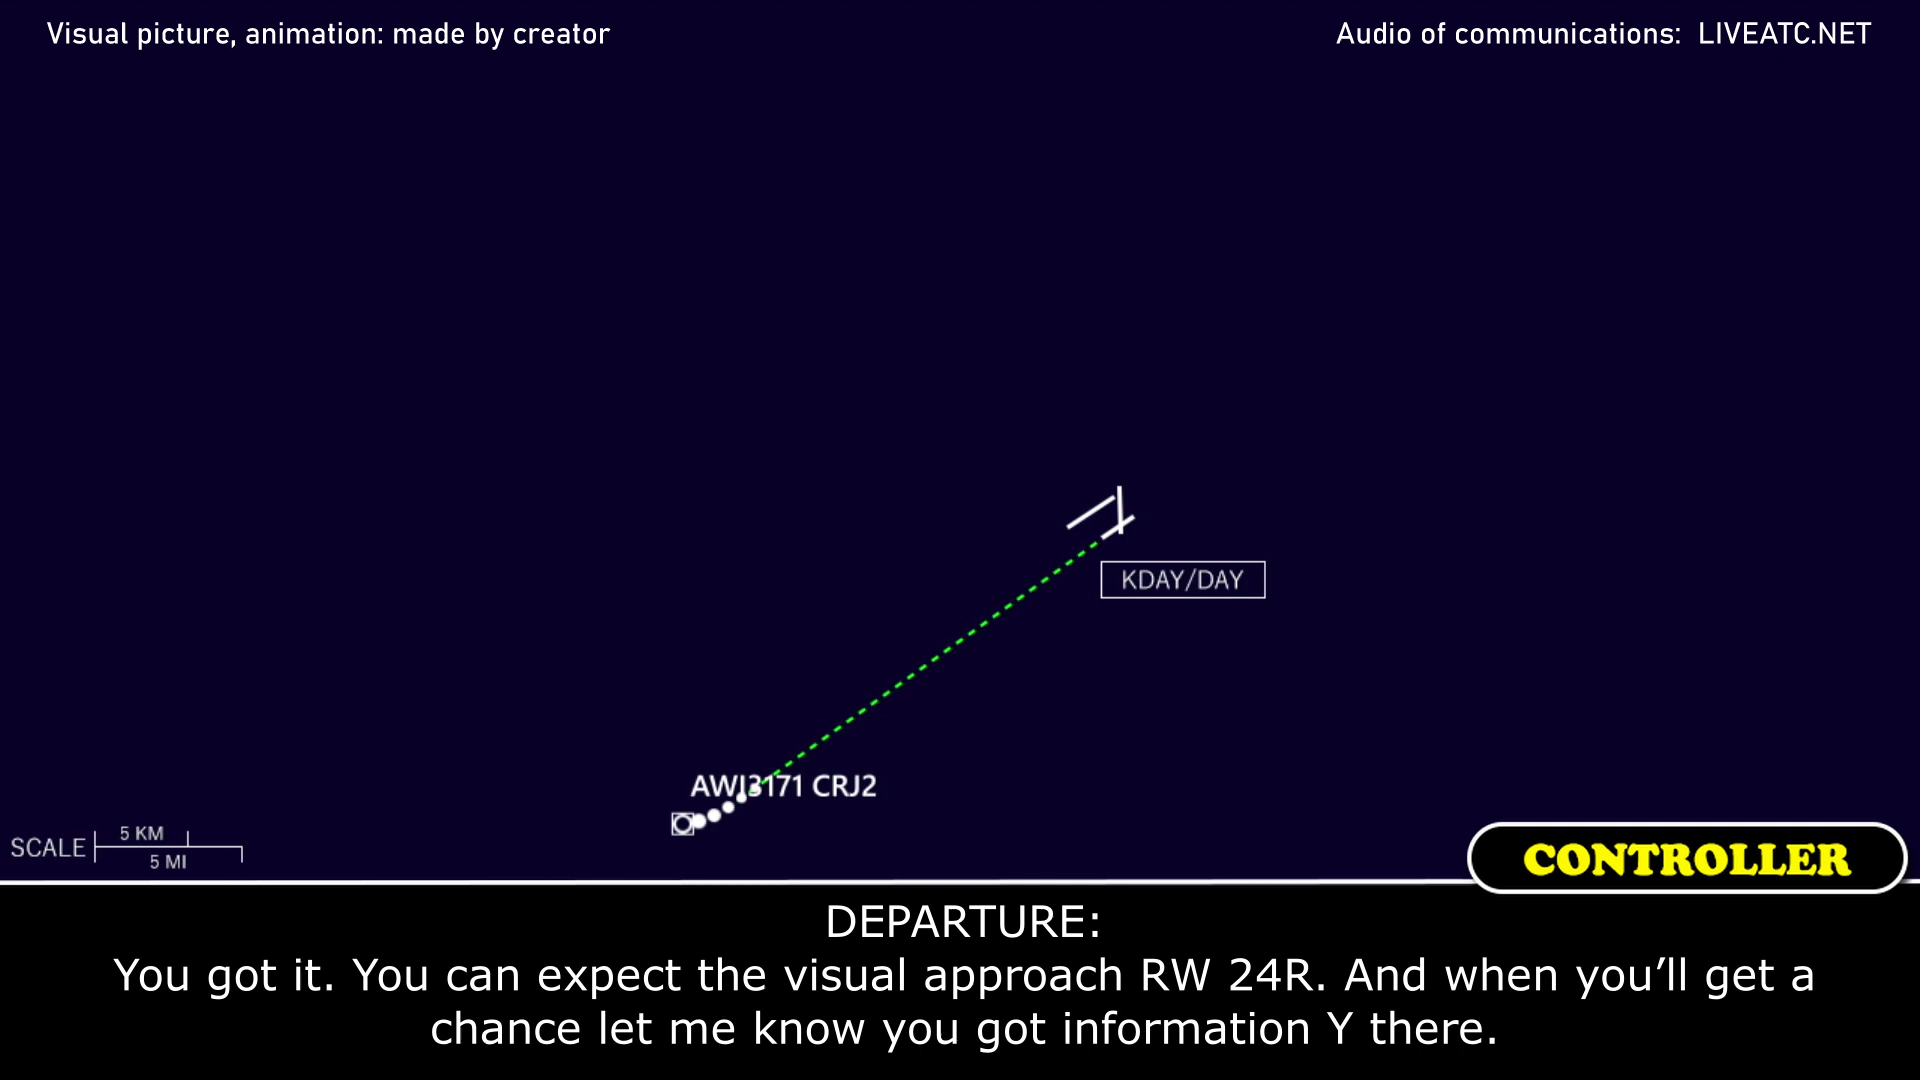 Visual picture, animation: made by creator
Audio of communications: LIVEATC.NET
KDAY/DAY
AWI3171 CRJ2
SCALE
5 KM
5 MI
CONTROLLER
DEPARTURE:
You got it. You can expect the visual approach RW 24R. And when you’ll get a
chance let me know you got information Y there.